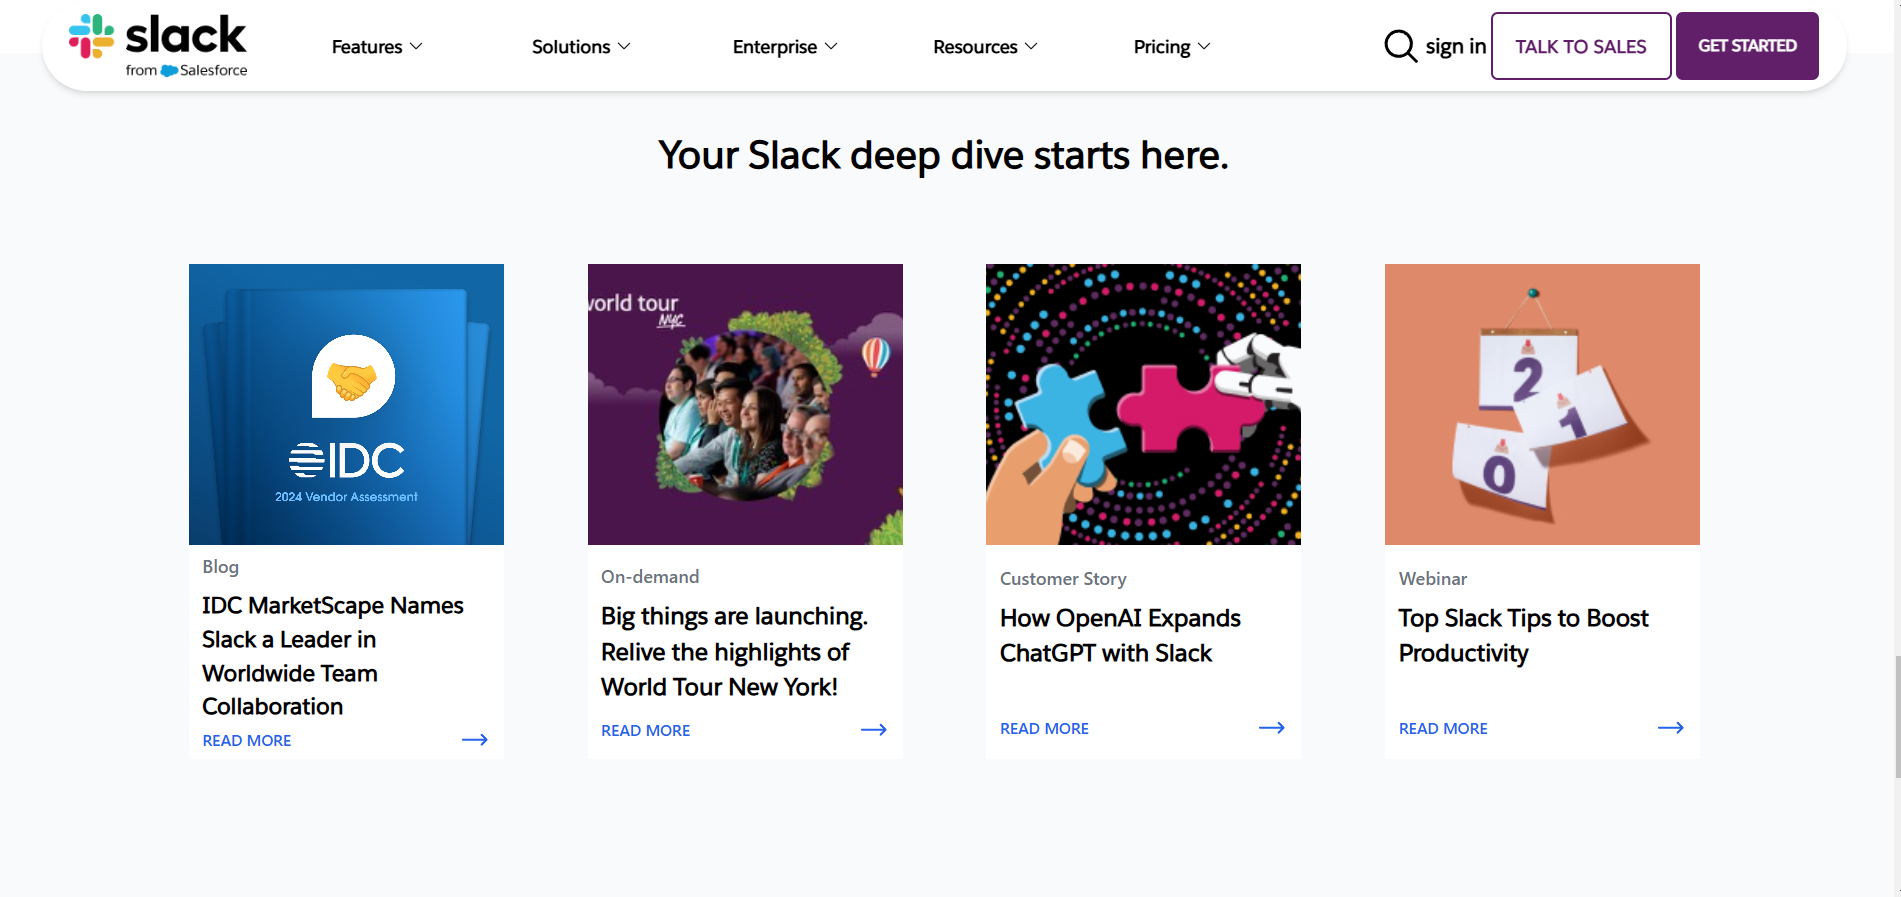 slack
from Salesforce
Features
Solutions
Enterprise
Resources
Pricing
sign in
TALK TO SALES
GET STARTED
Your Slack deep dive starts here.
IDC
2024 Vendor Assessment
Blog
IDC MarketScape Names
Slack a Leader in
Worldwide Team
Collaboration
READ MORE
world tour
NYC
On-demand
Big things are launching.
Relive the highlights of
World Tour New York!
READ MORE
Customer Story
How OpenAI Expands
ChatGPT with Slack
READ MORE
2
1
0
Webinar
Top Slack Tips to Boost
Productivity
READ MORE